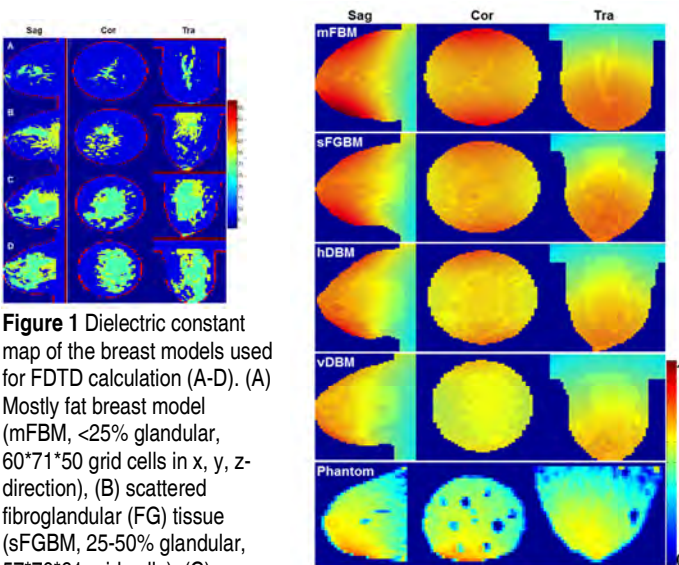 Sag Cor Tra
A
B
C
D
Figure 1 Dielectric constant
map of the breast models used
for FDTD calculation (A-D). (A)
Mostly fat breast model
(mFBM, <25% glandular,
60*71*50 grid cells in x, y, z-
direction), (B) scattered
fibroglandular (FG) tissue
(sFGBM, 25-50% glandular,
Sag Cor Tra
mFBM
sFGBM
hDBM
vDBM
Phantom